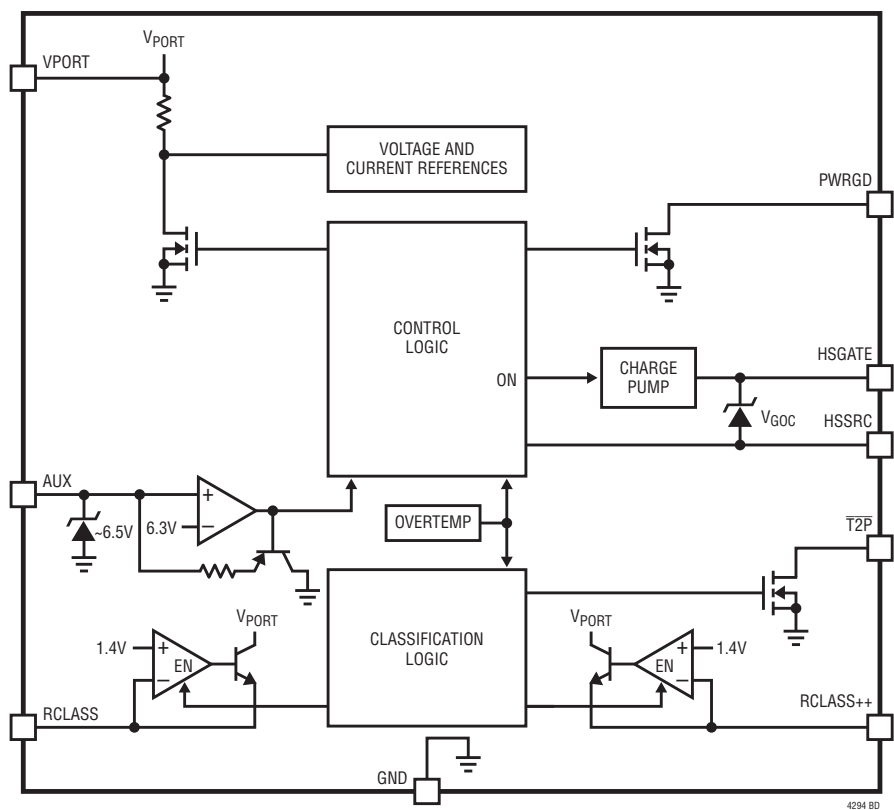 VPORT
VPORT
VOLTAGE AND
CURRENT REFERENCES
PWRGD
CONTROL
LOGIC
ON
CHARGE
PUMP
HSGATE
VGOC
HSSRC
AUX
~6.5V
+
6.3V
–
OVERTEMP
T2P
VPORT
1.4V
+
EN
–
CLASSIFICATION
LOGIC
VPORT
+
1.4V
EN
–
RCLASS
RCLASS++
GND
4294 BD